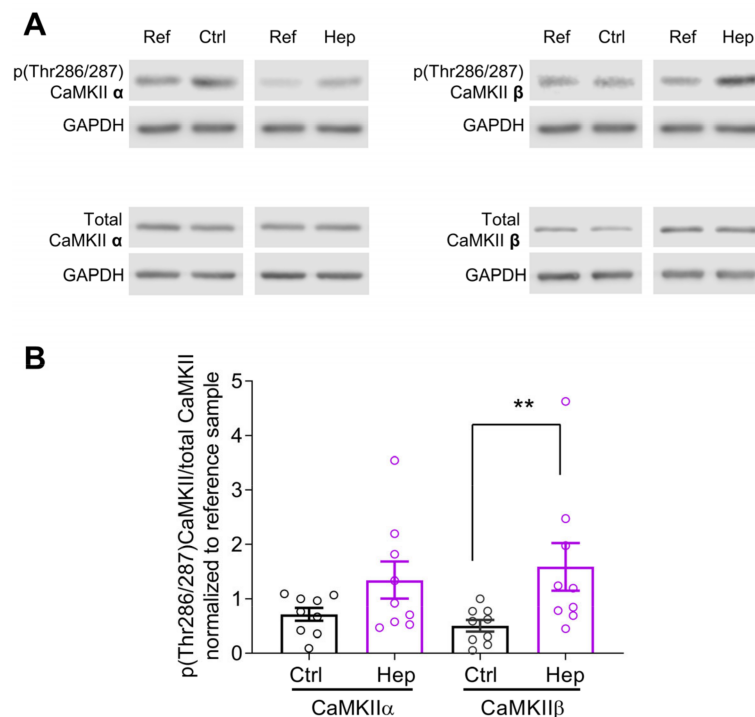 A
Ref Ctrl Ref Hep Ref Ctrl Ref Hep
p(Thr286/287) CaMKII α
GAPDH
p(Thr286/287) CaMKII β
GAPDH
Total CaMKII α
GAPDH
Total CaMKII β
GAPDH
B
p(Thr286/287)CaMKII/total CaMKII
normalized to reference sample
5
4
3
2
1
0
**
Ctrl Hep Ctrl Hep
CaMKIIα CaMKIIβ